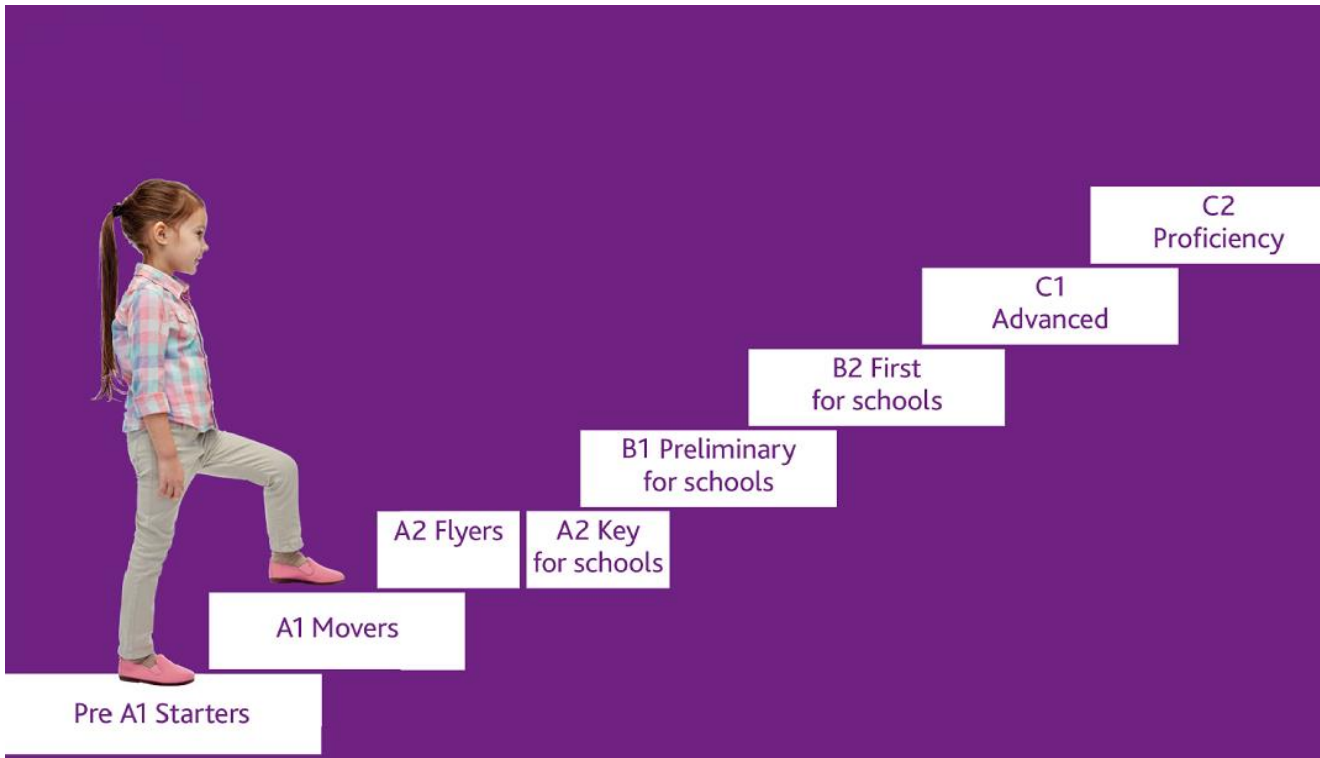 C2
Proficiency
C1
Advanced
B2 First
for schools
B1 Preliminary
for schools
A2 Flyers
A2 Key
for schools
A1 Movers
Pre A1 Starters